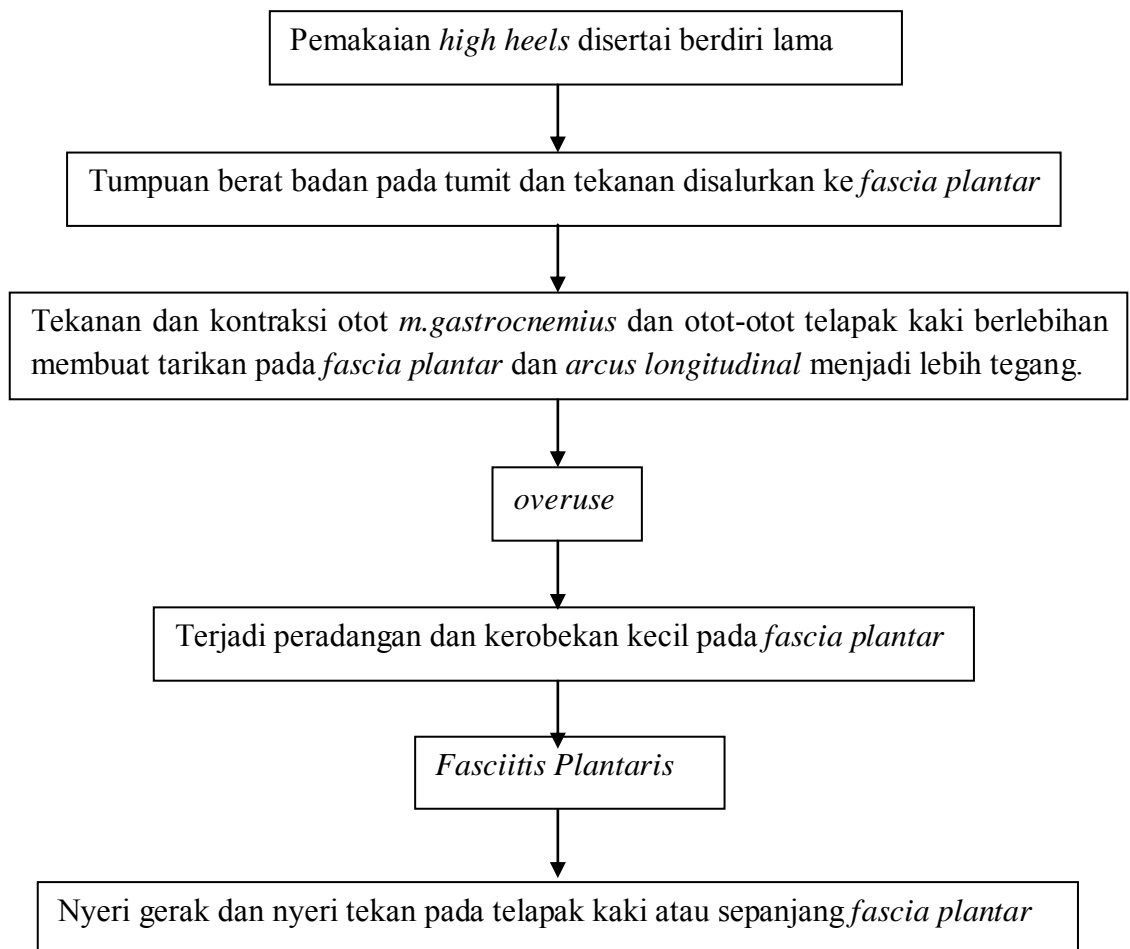 Pemakaian high heels disertai berdiri lama
Tumpuan berat badan pada tumit dan tekanan disalurkan ke fascia plantar
Tekanan dan kontraksi otot m.gastrocnemius dan otot-otot telapak kaki berlebihan
membuat tarikan pada fascia plantar dan arcus longitudinal menjadi lebih tegang.
overuse
Terjadi peradangan dan kerobekan kecil pada fascia plantar
Fasciitis Plantaris
Nyeri gerak dan nyeri tekan pada telapak kaki atau sepanjang fascia plantar